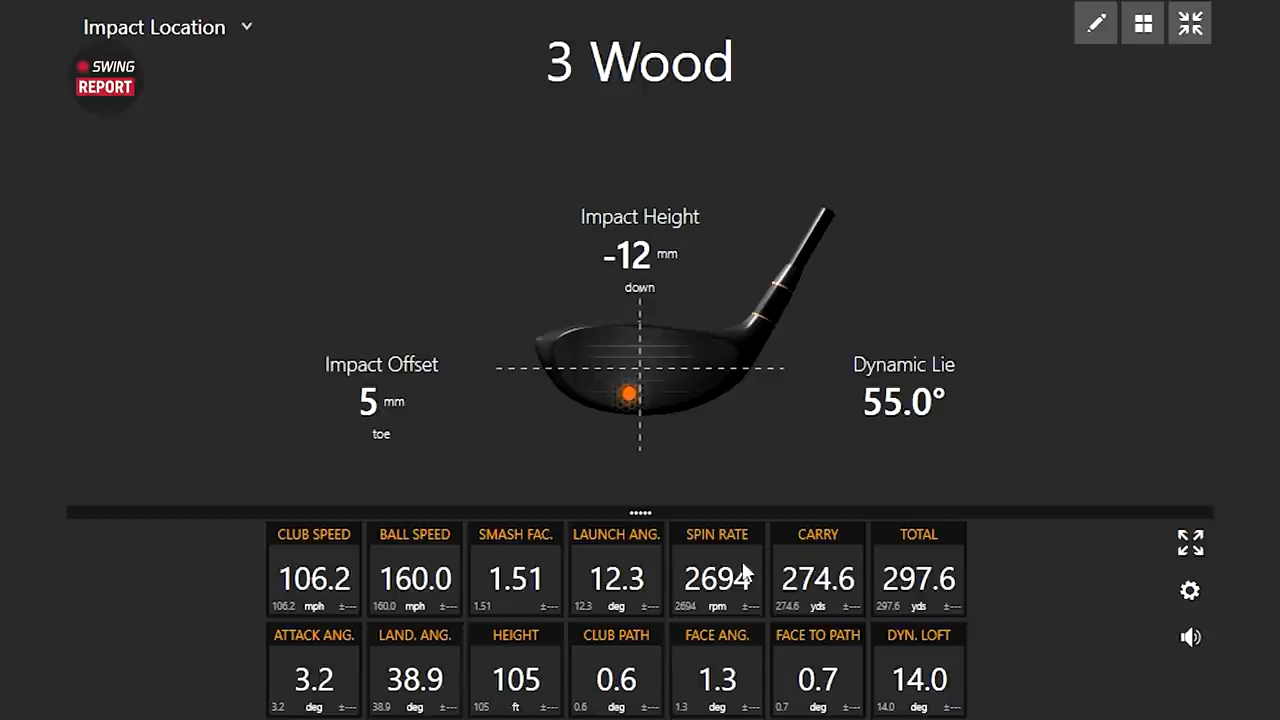 Impact Location
3 Wood
SWING
REPORT
Impact Height
-12 mm
down
Impact Offset
5 mm
toe
Dynamic Lie
55.0°
CLUB SPEED BALL SPEED SMASH FAC. LAUNCH ANG. SPIN RATE CARRY TOTAL
106.2 160.0 1.51 12.3 2694 274.6 297.6
106.2 mph ±--- 160.0 mph ±--- 1.51 ±--- 12.3 deg ±--- 2694 rpm ±--- 274.6 yds ±--- 297.6 yds ±---
ATTACK ANG. LAND. ANG. HEIGHT CLUB PATH FACE ANG. FACE TO PATH DYN. LOFT
3.2 38.9 105 0.6 1.3 0.7 14.0
3.2 deg ±--- 38.9 deg ±--- 105 ft ±--- 0.6 deg ±--- 1.3 deg ±--- 0.7 deg ±--- 14.0 deg ±---